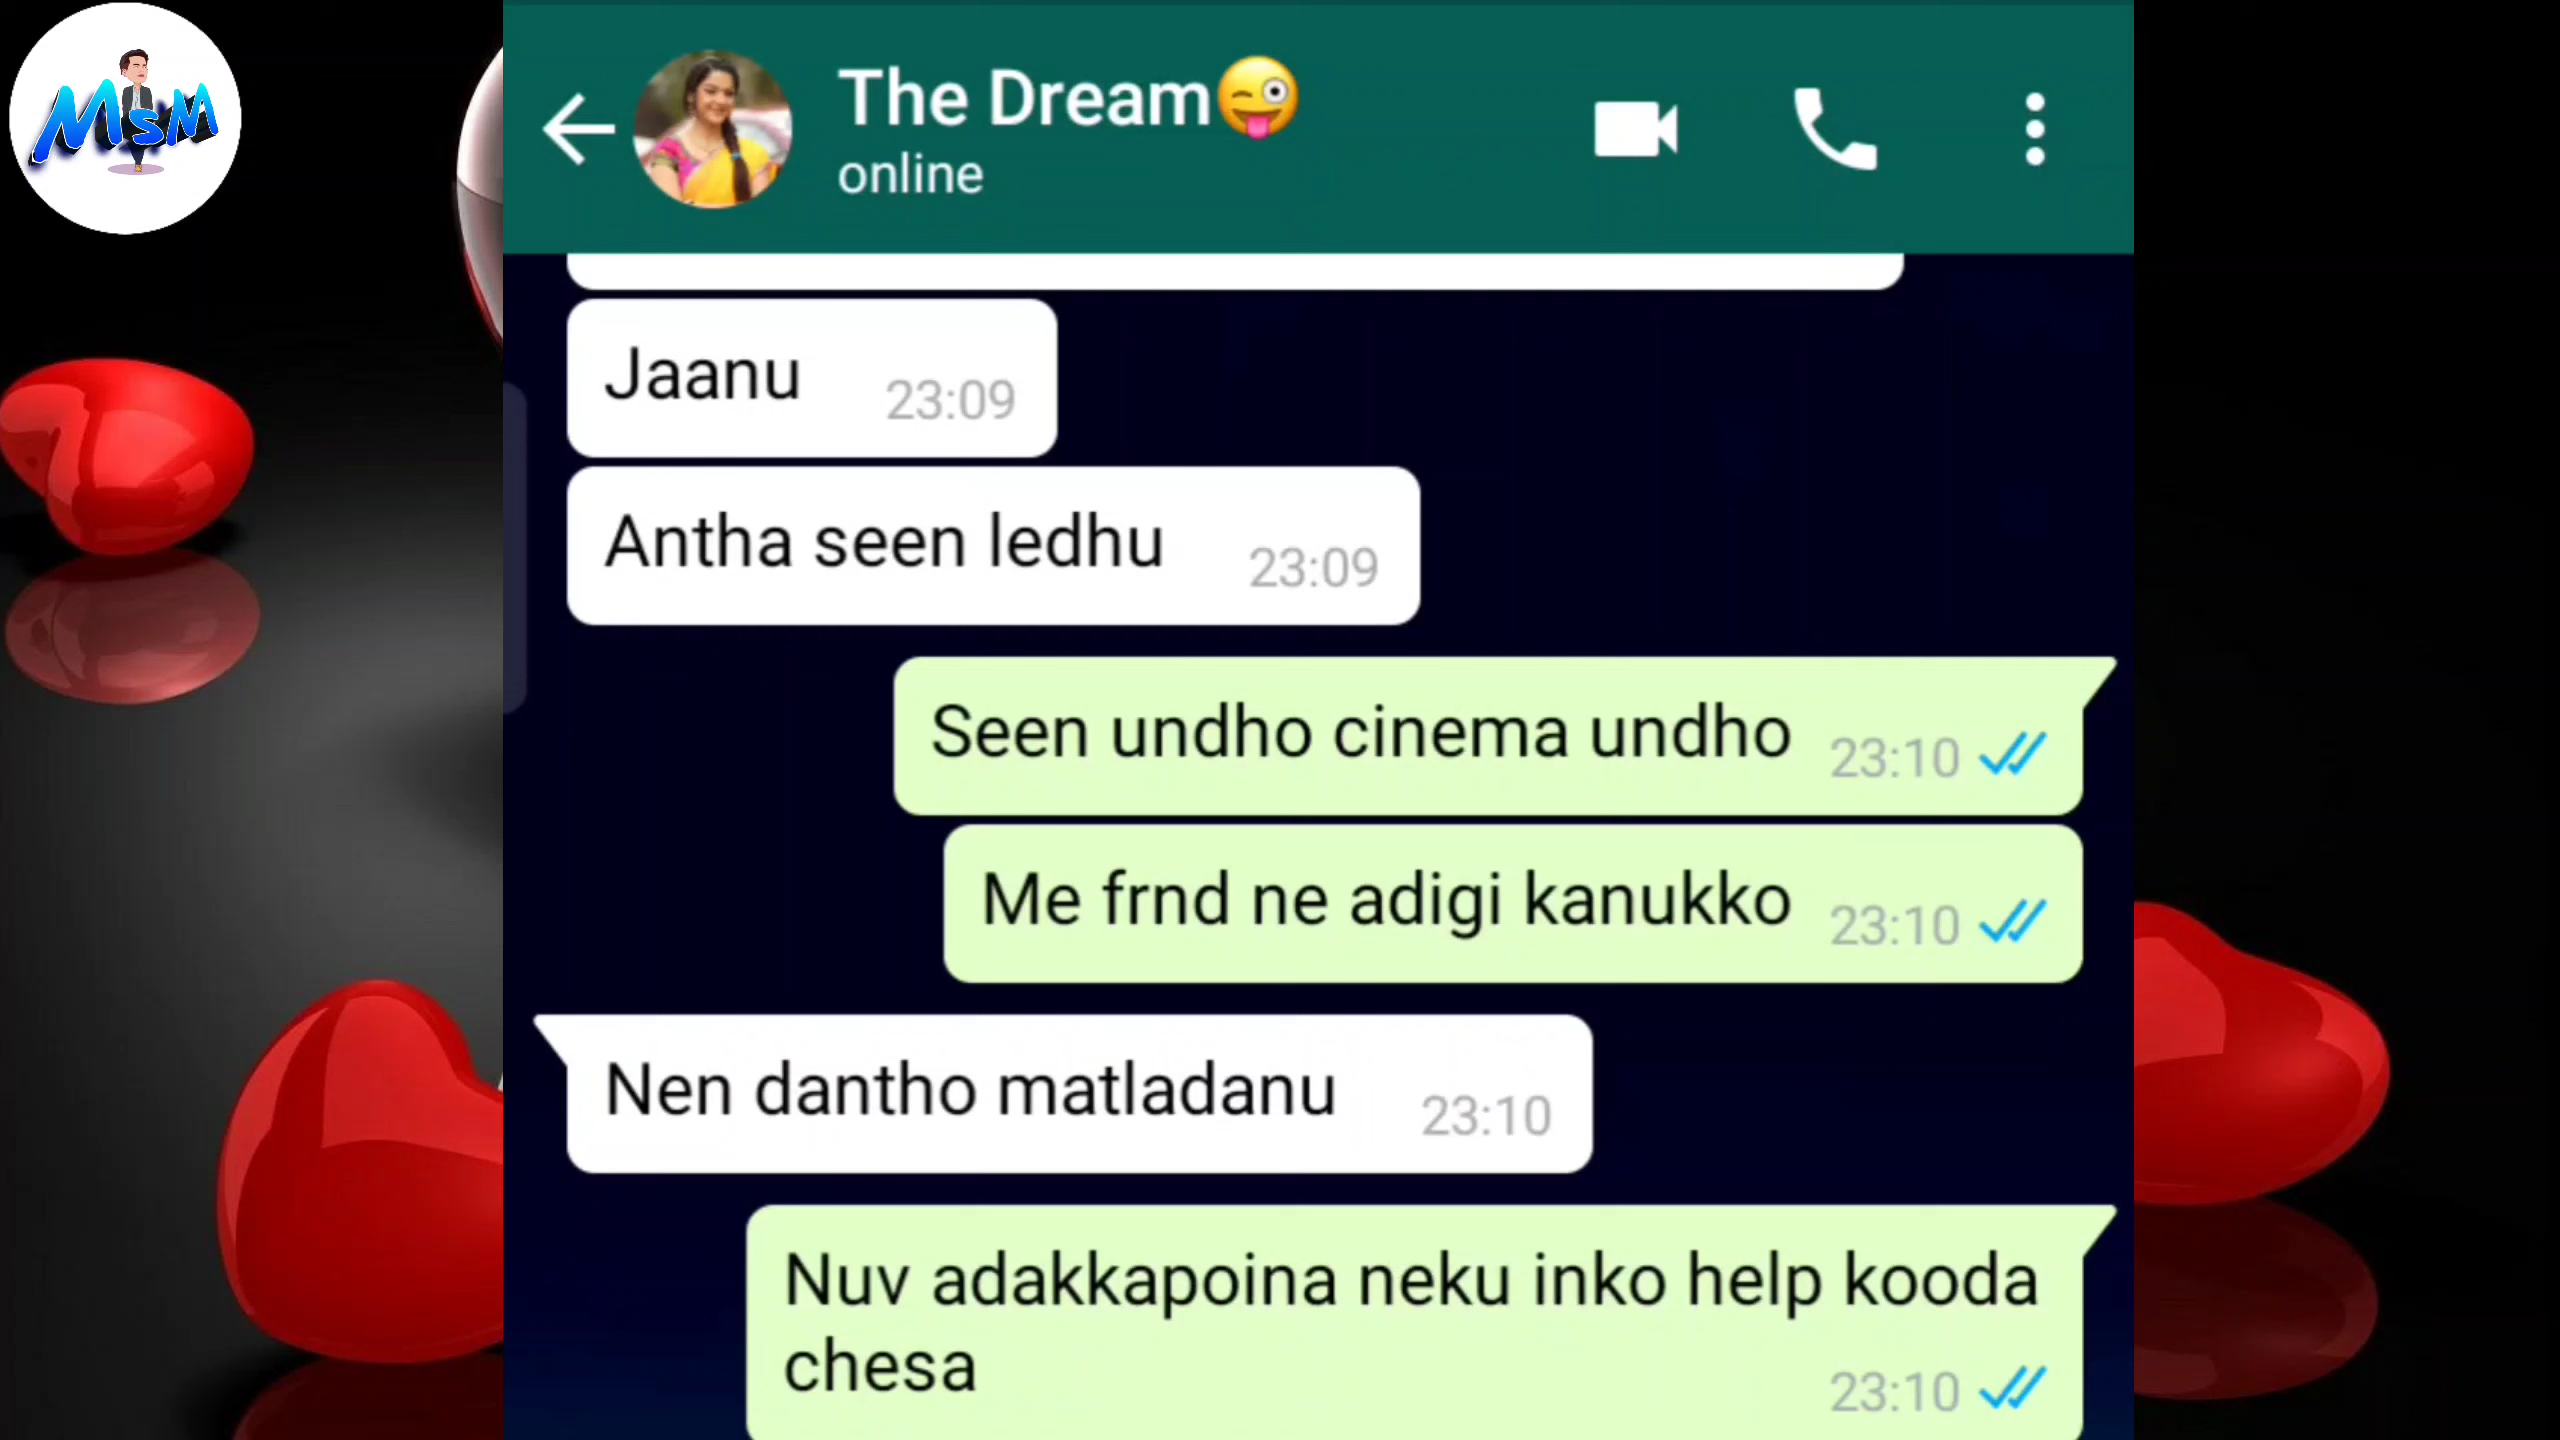 MSM
The Dream😜
online
Jaanu 23:09
Antha seen ledhu 23:09
Seen undho cinema undho 23:10
Me frnd ne adigi kanukko 23:10
Nen dantho matladanu 23:10
Nuv adakkapoina neku inko help kooda
chesa 23:10